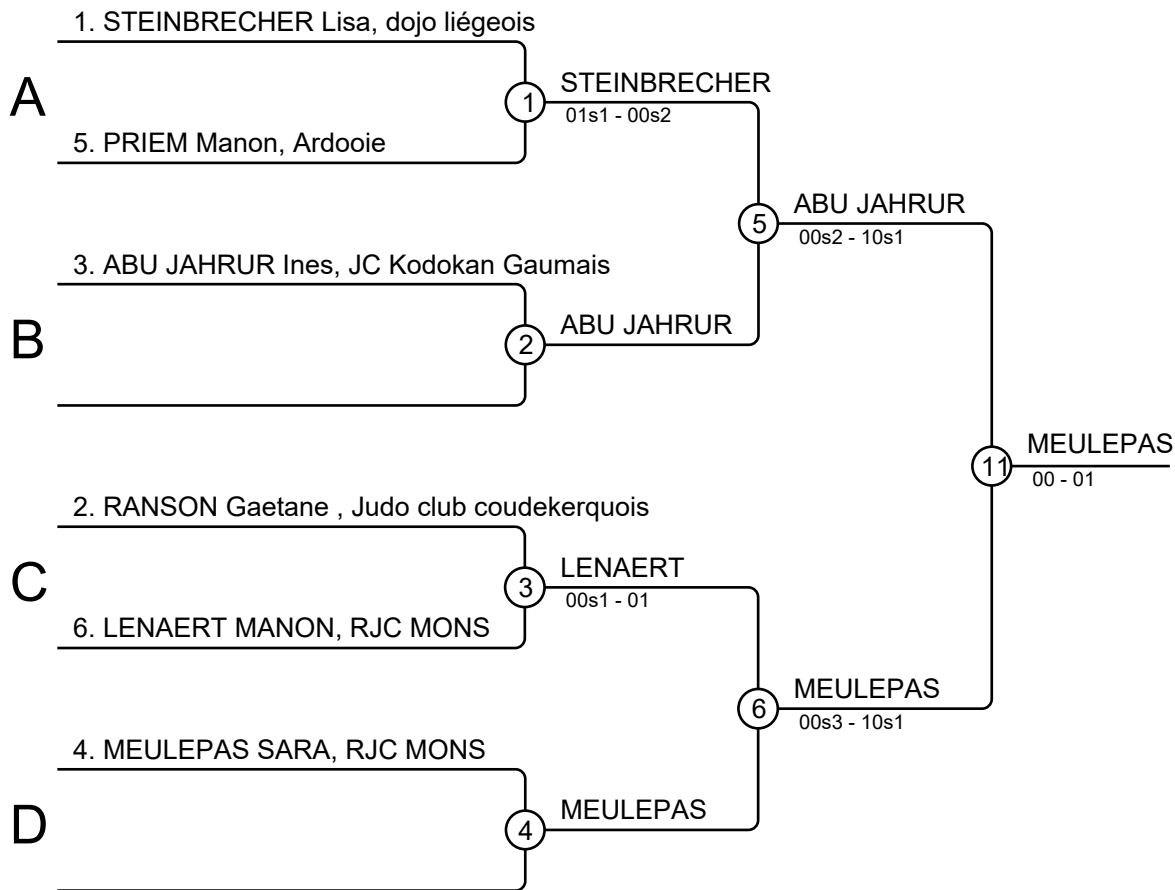 1. STEINBRECHER Lisa, dojo liégeois
A
1
STEINBRECHER
01s1 - 00s2
5. PRIEM Manon, Ardooie
5
ABU JAHRUR
00s2 - 10s1
3. ABU JAHRUR Ines, JC Kodokan Gaumais
B
2
ABU JAHRUR
11
MEULEPAS
00 - 01
2. RANSON Gaetane , Judo club coudekerquois
C
3
LENAERT
00s1 - 01
6. LENAERT MANON, RJC MONS
6
MEULEPAS
00s3 - 10s1
4. MEULEPAS SARA, RJC MONS
D
4
MEULEPAS